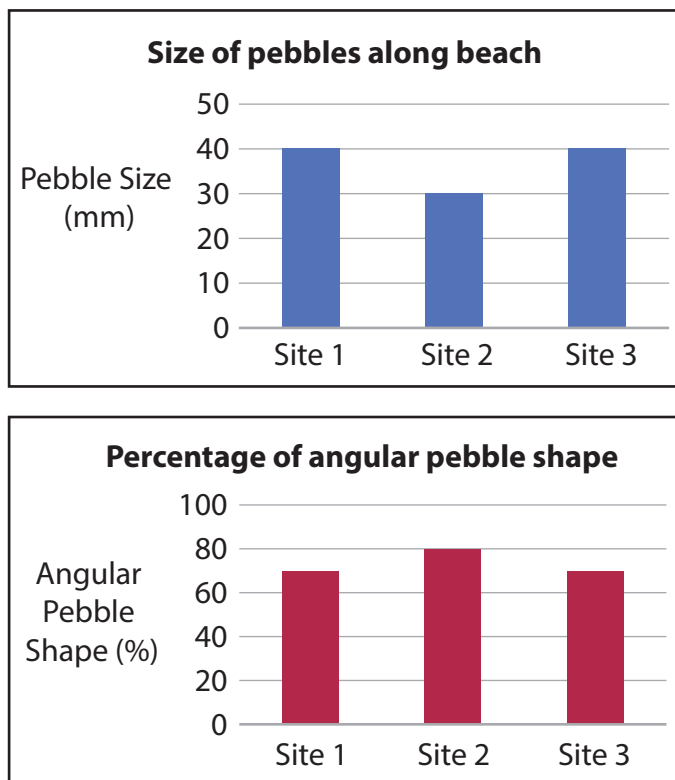 Size of pebbles along beach
50
40
30
20
10
0
Pebble Size
(mm)
Site 1 Site 2 Site 3
Percentage of angular pebble shape
100
80
60
40
20
0
Angular
Pebble
Shape (%)
Site 1 Site 2 Site 3